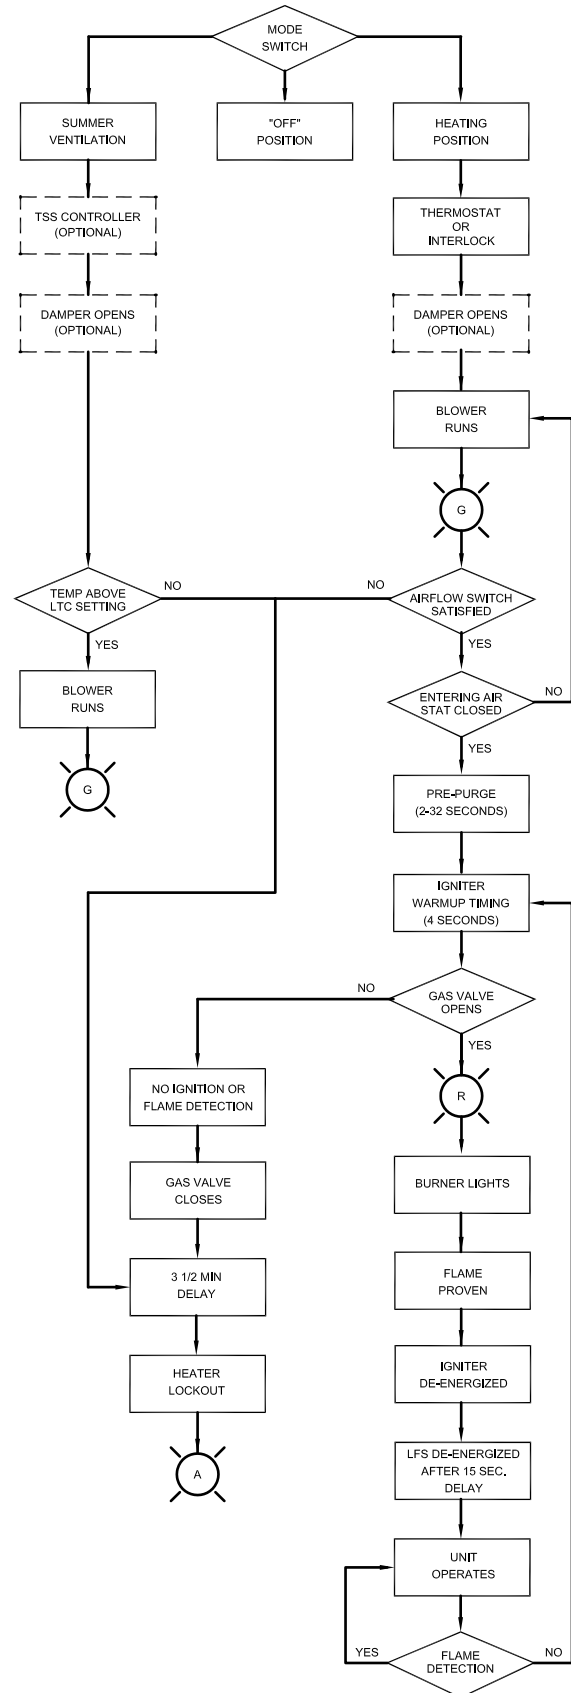 MODE
SWITCH
SUMMER
VENTILATION
"OFF"
POSITION
HEATING
POSITION
TSS CONTROLLER
(OPTIONAL)
THERMOSTAT
OR
INTERLOCK
DAMPER OPENS
(OPTIONAL)
DAMPER OPENS
(OPTIONAL)
BLOWER
RUNS
G
TEMP ABOVE
LTC SETTING
NO
NO
AIRFLOW SWITCH
SATISFIED
YES
YES
BLOWER
RUNS
ENTERING AIR
STAT CLOSED
NO
YES
G
PRE-PURGE
(2-32 SECONDS)
IGNITER
WARMUP TIMING
(4 SECONDS)
NO
GAS VALVE
OPENS
YES
NO IGNITION OR
FLAME DETECTION
R
GAS VALVE
CLOSES
BURNER LIGHTS
3 1/2 MIN
DELAY
FLAME
PROVEN
HEATER
LOCKOUT
IGNITER
DE-ENERGIZED
A
LFS DE-ENERGIZED
AFTER 15 SEC.
DELAY
UNIT
OPERATES
YES
FLAME
DETECTION
NO